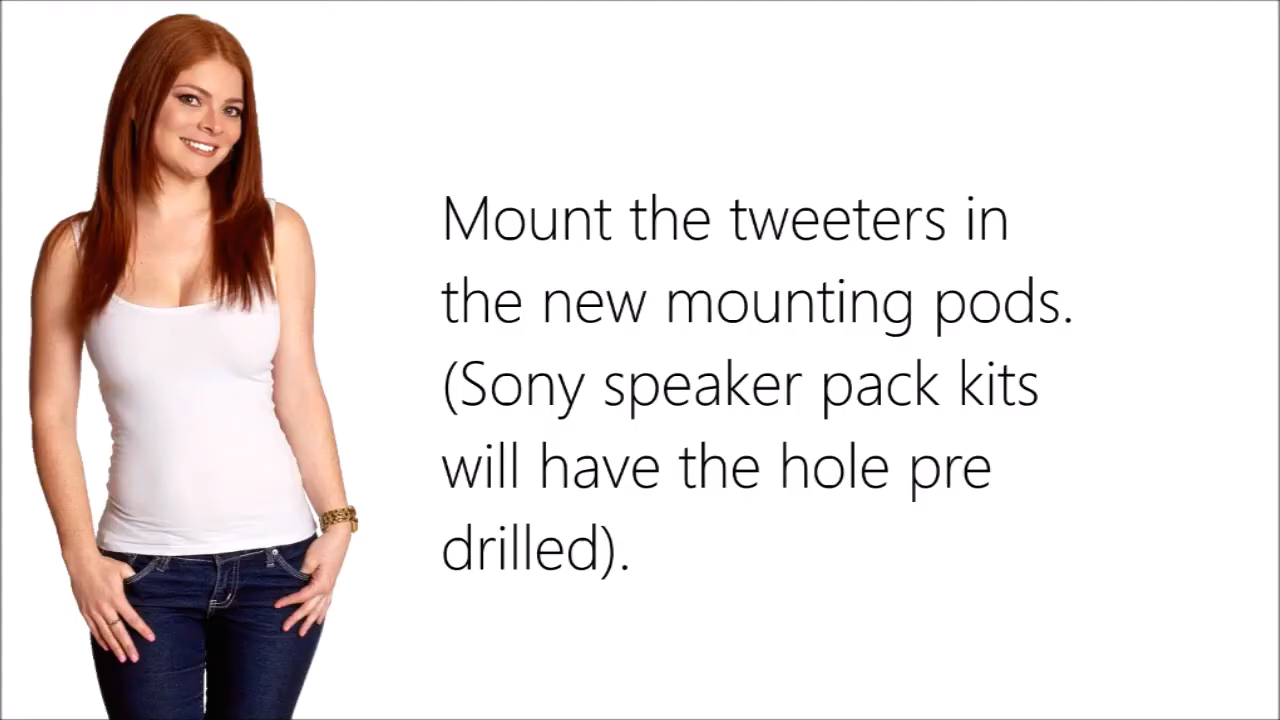 Mount the tweeters in
the new mounting pods.
(Sony speaker pack kits
will have the hole pre
drilled).